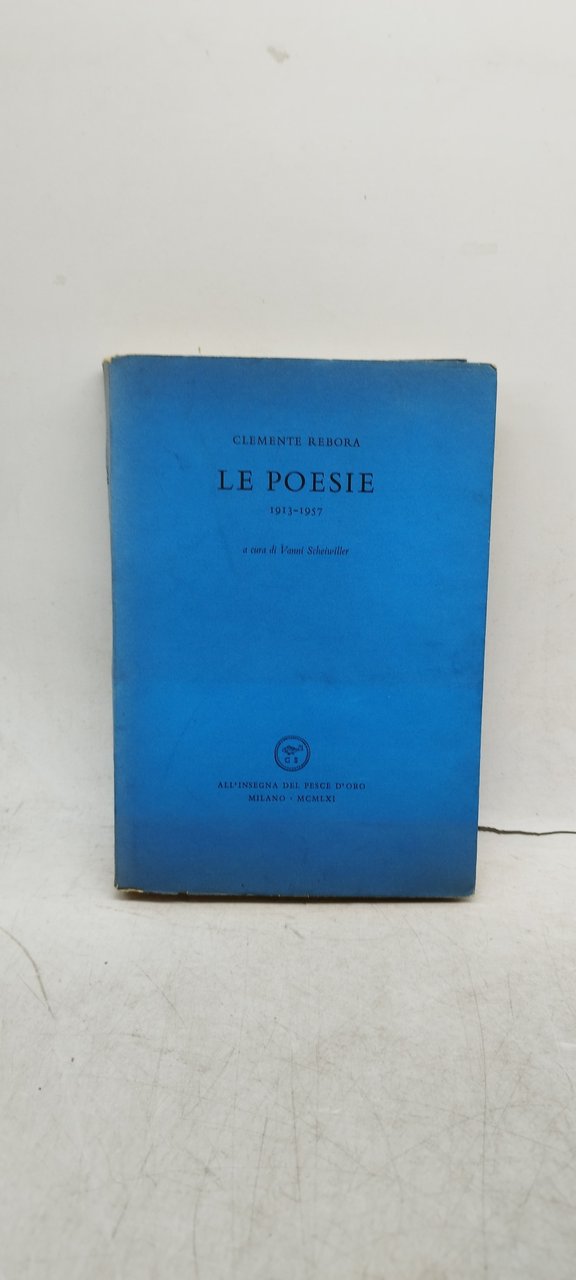 CLEMENTE REBORA
LE POESIE
1913-1957
a cura di Vanni Scheiwiller
G S
ALL'INSEGNA DEL PESCE D'ORO
MILANO · MCMLXI